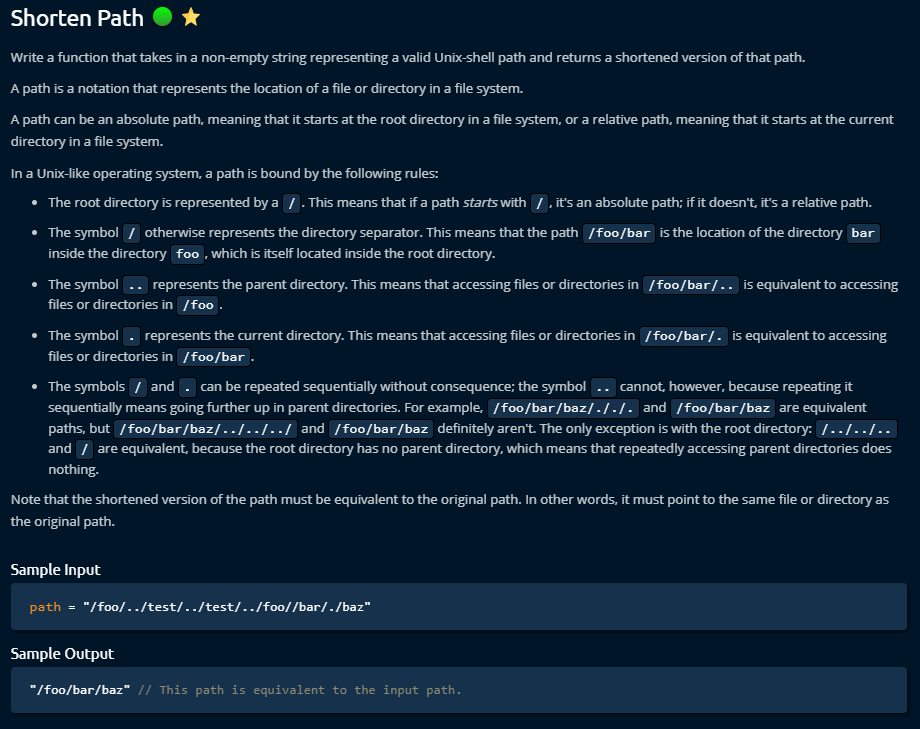 Shorten Path
Write a function that takes in a non-empty string representing a valid Unix-shell path and returns a shortened version of that path.
A path is a notation that represents the location of a file or directory in a file system.
A path can be an absolute path, meaning that it starts at the root directory in a file system, or a relative path, meaning that it starts at the current
directory in a file system.
In a Unix-like operating system, a path is bound by the following rules:
• The root directory is represented by a / . This means that if a path starts with / , it's an absolute path; if it doesn't, it's a relative path.
• The symbol / otherwise represents the directory separator. This means that the path /foo/bar is the location of the directory bar
inside the directory foo , which is itself located inside the root directory.
• The symbol .. represents the parent directory. This means that accessing files or directories in /foo/bar/.. is equivalent to accessing
files or directories in /foo .
• The symbol . represents the current directory. This means that accessing files or directories in /foo/bar/. is equivalent to accessing
files or directories in /foo/bar .
• The symbols / and . can be repeated sequentially without consequence; the symbol .. cannot, however, because repeating it
sequentially means going further up in parent directories. For example, /foo/bar/baz/././. and /foo/bar/baz are equivalent
paths, but /foo/bar/baz/../../../ and /foo/bar/baz definitely aren't. The only exception is with the root directory: /../../..
and / are equivalent, because the root directory has no parent directory, which means that repeatedly accessing parent directories does
nothing.
Note that the shortened version of the path must be equivalent to the original path. In other words, it must point to the same file or directory as
the original path.
Sample Input
path = "/foo/../test/../test/../foo//bar/./baz"
Sample Output
"/foo/bar/baz" // This path is equivalent to the input path.